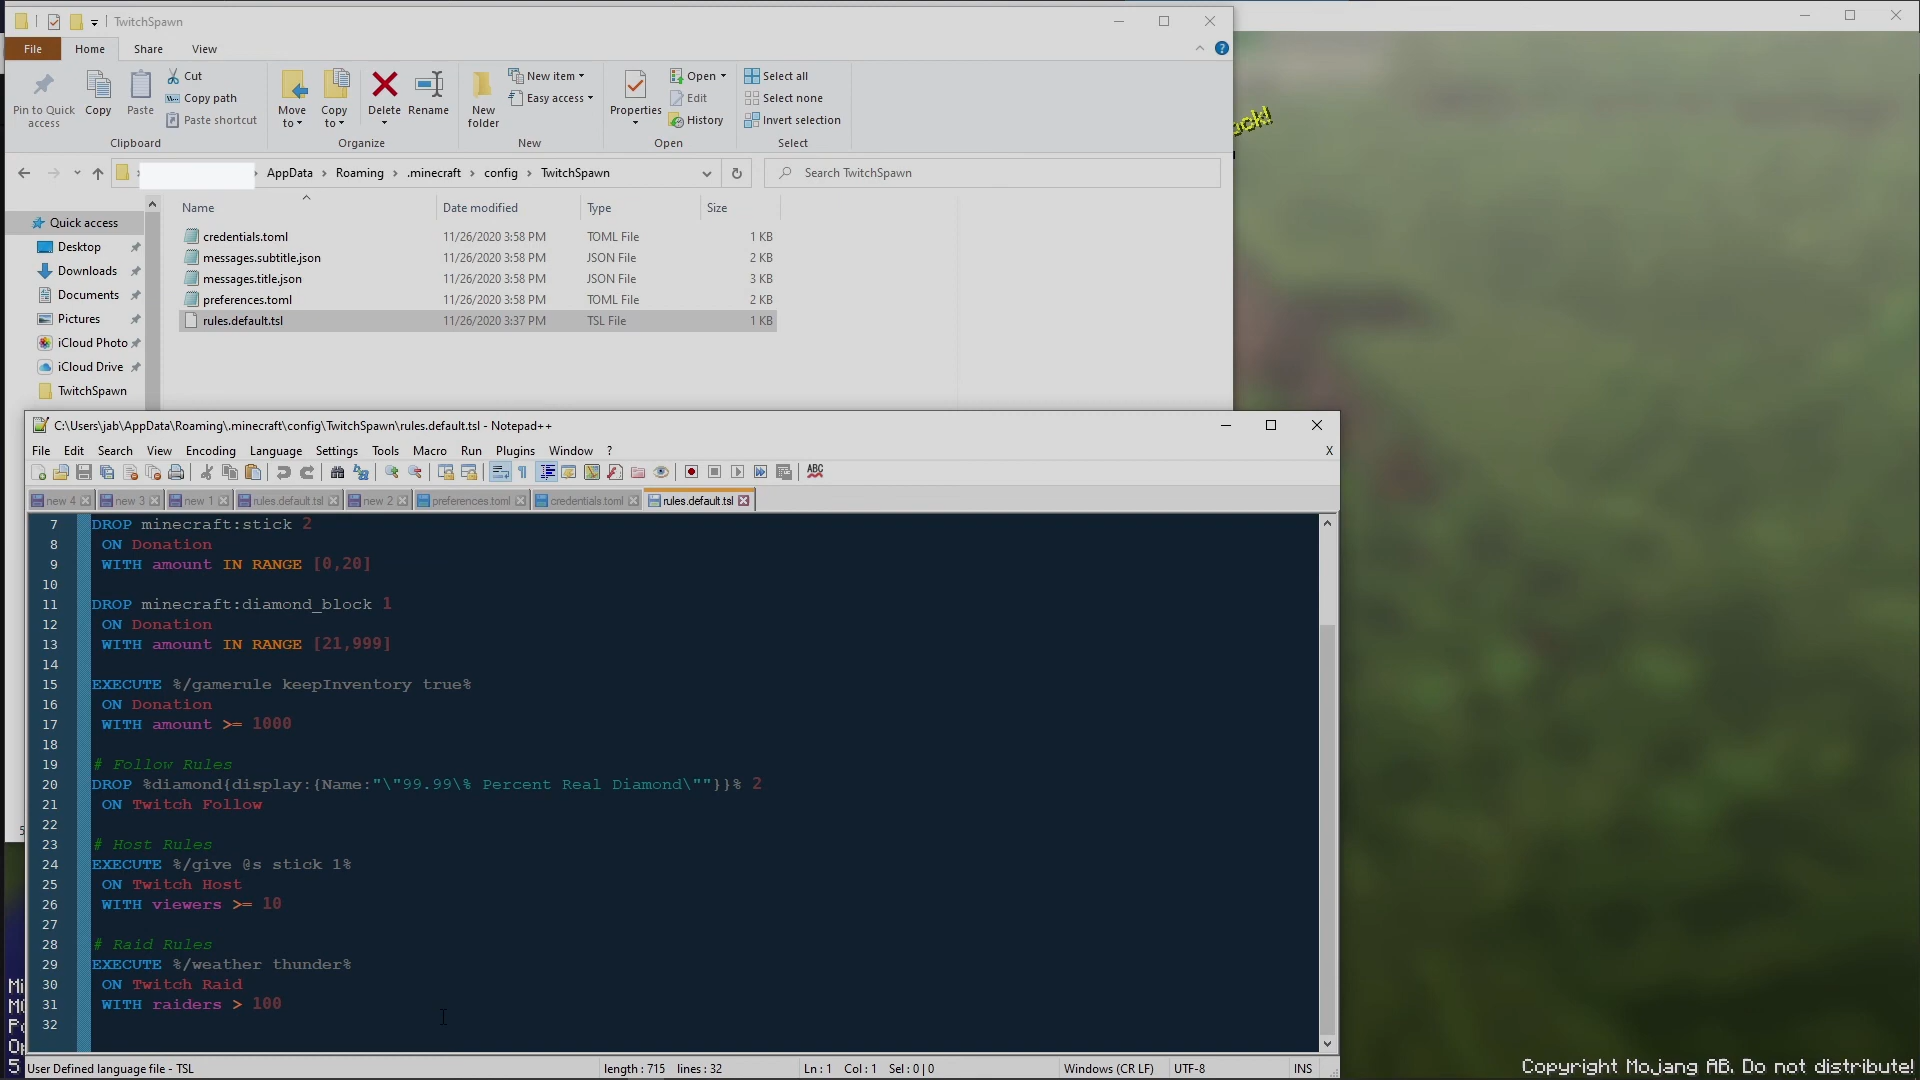 TwitchSpawn
File
Home
Share
View
Pin to Quick access
Copy
Paste
Cut
Copy path
Paste shortcut
Clipboard
Move to
Copy to
Delete
Rename
Organize
New folder
New item
Easy access
New
Properties
Open
Edit
History
Open
Select all
Select none
Invert selection
Select
AppData
Roaming
.minecraft
config
TwitchSpawn
Search TwitchSpawn
Name
Date modified
Type
Size
Quick access
Desktop
Downloads
Documents
Pictures
iCloud Photo
iCloud Drive
TwitchSpawn
credentials.toml 11/26/2020 3:58 PM TOML File 1 KB
messages.subtitle.json 11/26/2020 3:58 PM JSON File 2 KB
messages.title.json 11/26/2020 3:58 PM JSON File 3 KB
preferences.toml 11/26/2020 3:58 PM TOML File 2 KB
rules.default.tsl 11/26/2020 3:37 PM TSL File 1 KB
C:\Users\jab\AppData\Roaming\.minecraft\config\TwitchSpawn\rules.default.tsl - Notepad++
File Edit Search View Encoding Language Settings Tools Macro Run Plugins Window ? X
ABC
new 4 new 3 new 1 rules.default.tsl new 2 preferences.toml credentials.toml rules.default.tsl
7 DROP minecraft:stick 2
8 ON Donation
9 WITH amount IN RANGE [0,20]
10
11 DROP minecraft:diamond_block 1
12 ON Donation
13 WITH amount IN RANGE [21,999]
14
15 EXECUTE %/gamerule keepInventory true%
16 ON Donation
17 WITH amount >= 1000
18
19 # Follow Rules
20 DROP %diamond{display:{Name:"\"99.99\% Percent Real Diamond\""}}% 2
21 ON Twitch Follow
22
23 # Host Rules
24 EXECUTE %/give @s stick 1%
25 ON Twitch Host
26 WITH viewers >= 10
27
28 # Raid Rules
29 EXECUTE %/weather thunder%
30 ON Twitch Raid
31 WITH raiders > 100
32
User Defined language file - TSL length : 715 lines : 32 Ln : 1 Col : 1 Sel : 0 | 0 Windows (CR LF) UTF-8 INS
Mi
Op
5
Copyright Mojang AB. Do not distribute!